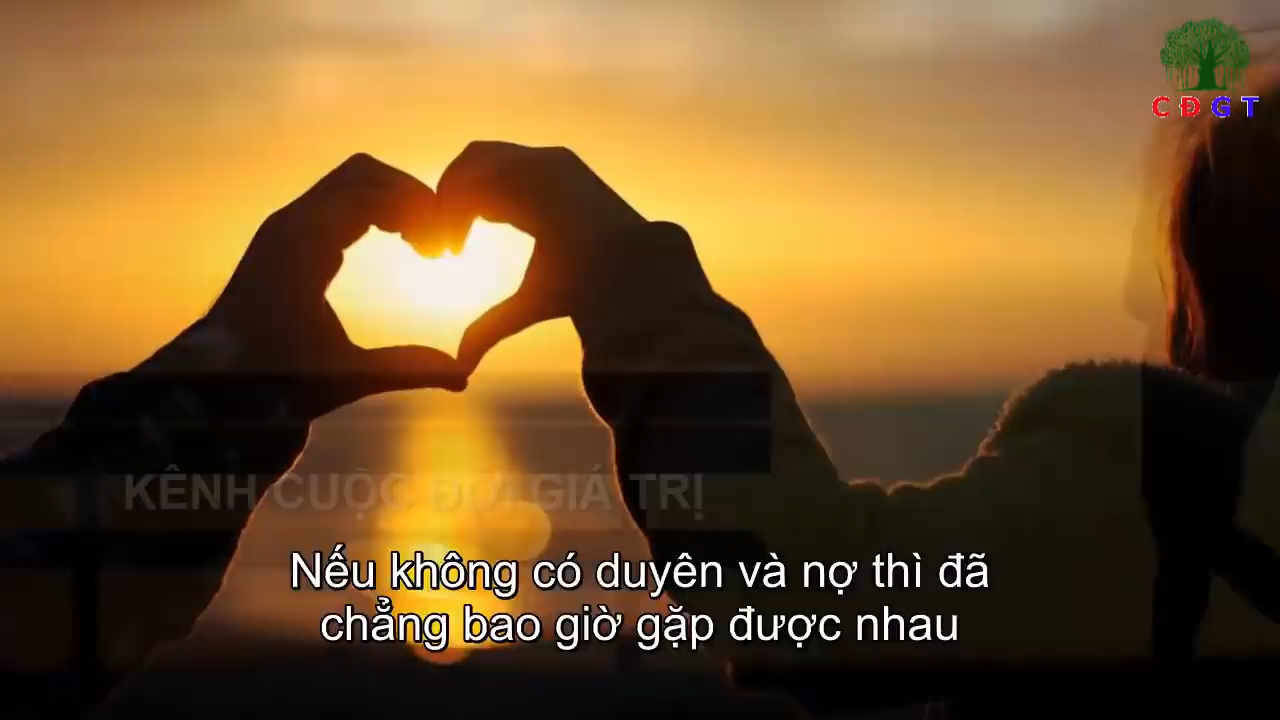 CĐGT
KÊNH CUỘC ĐỜI GIÁ TRỊ
Nếu không có duyên và nợ thì đã
chẳng bao giờ gặp được nhau